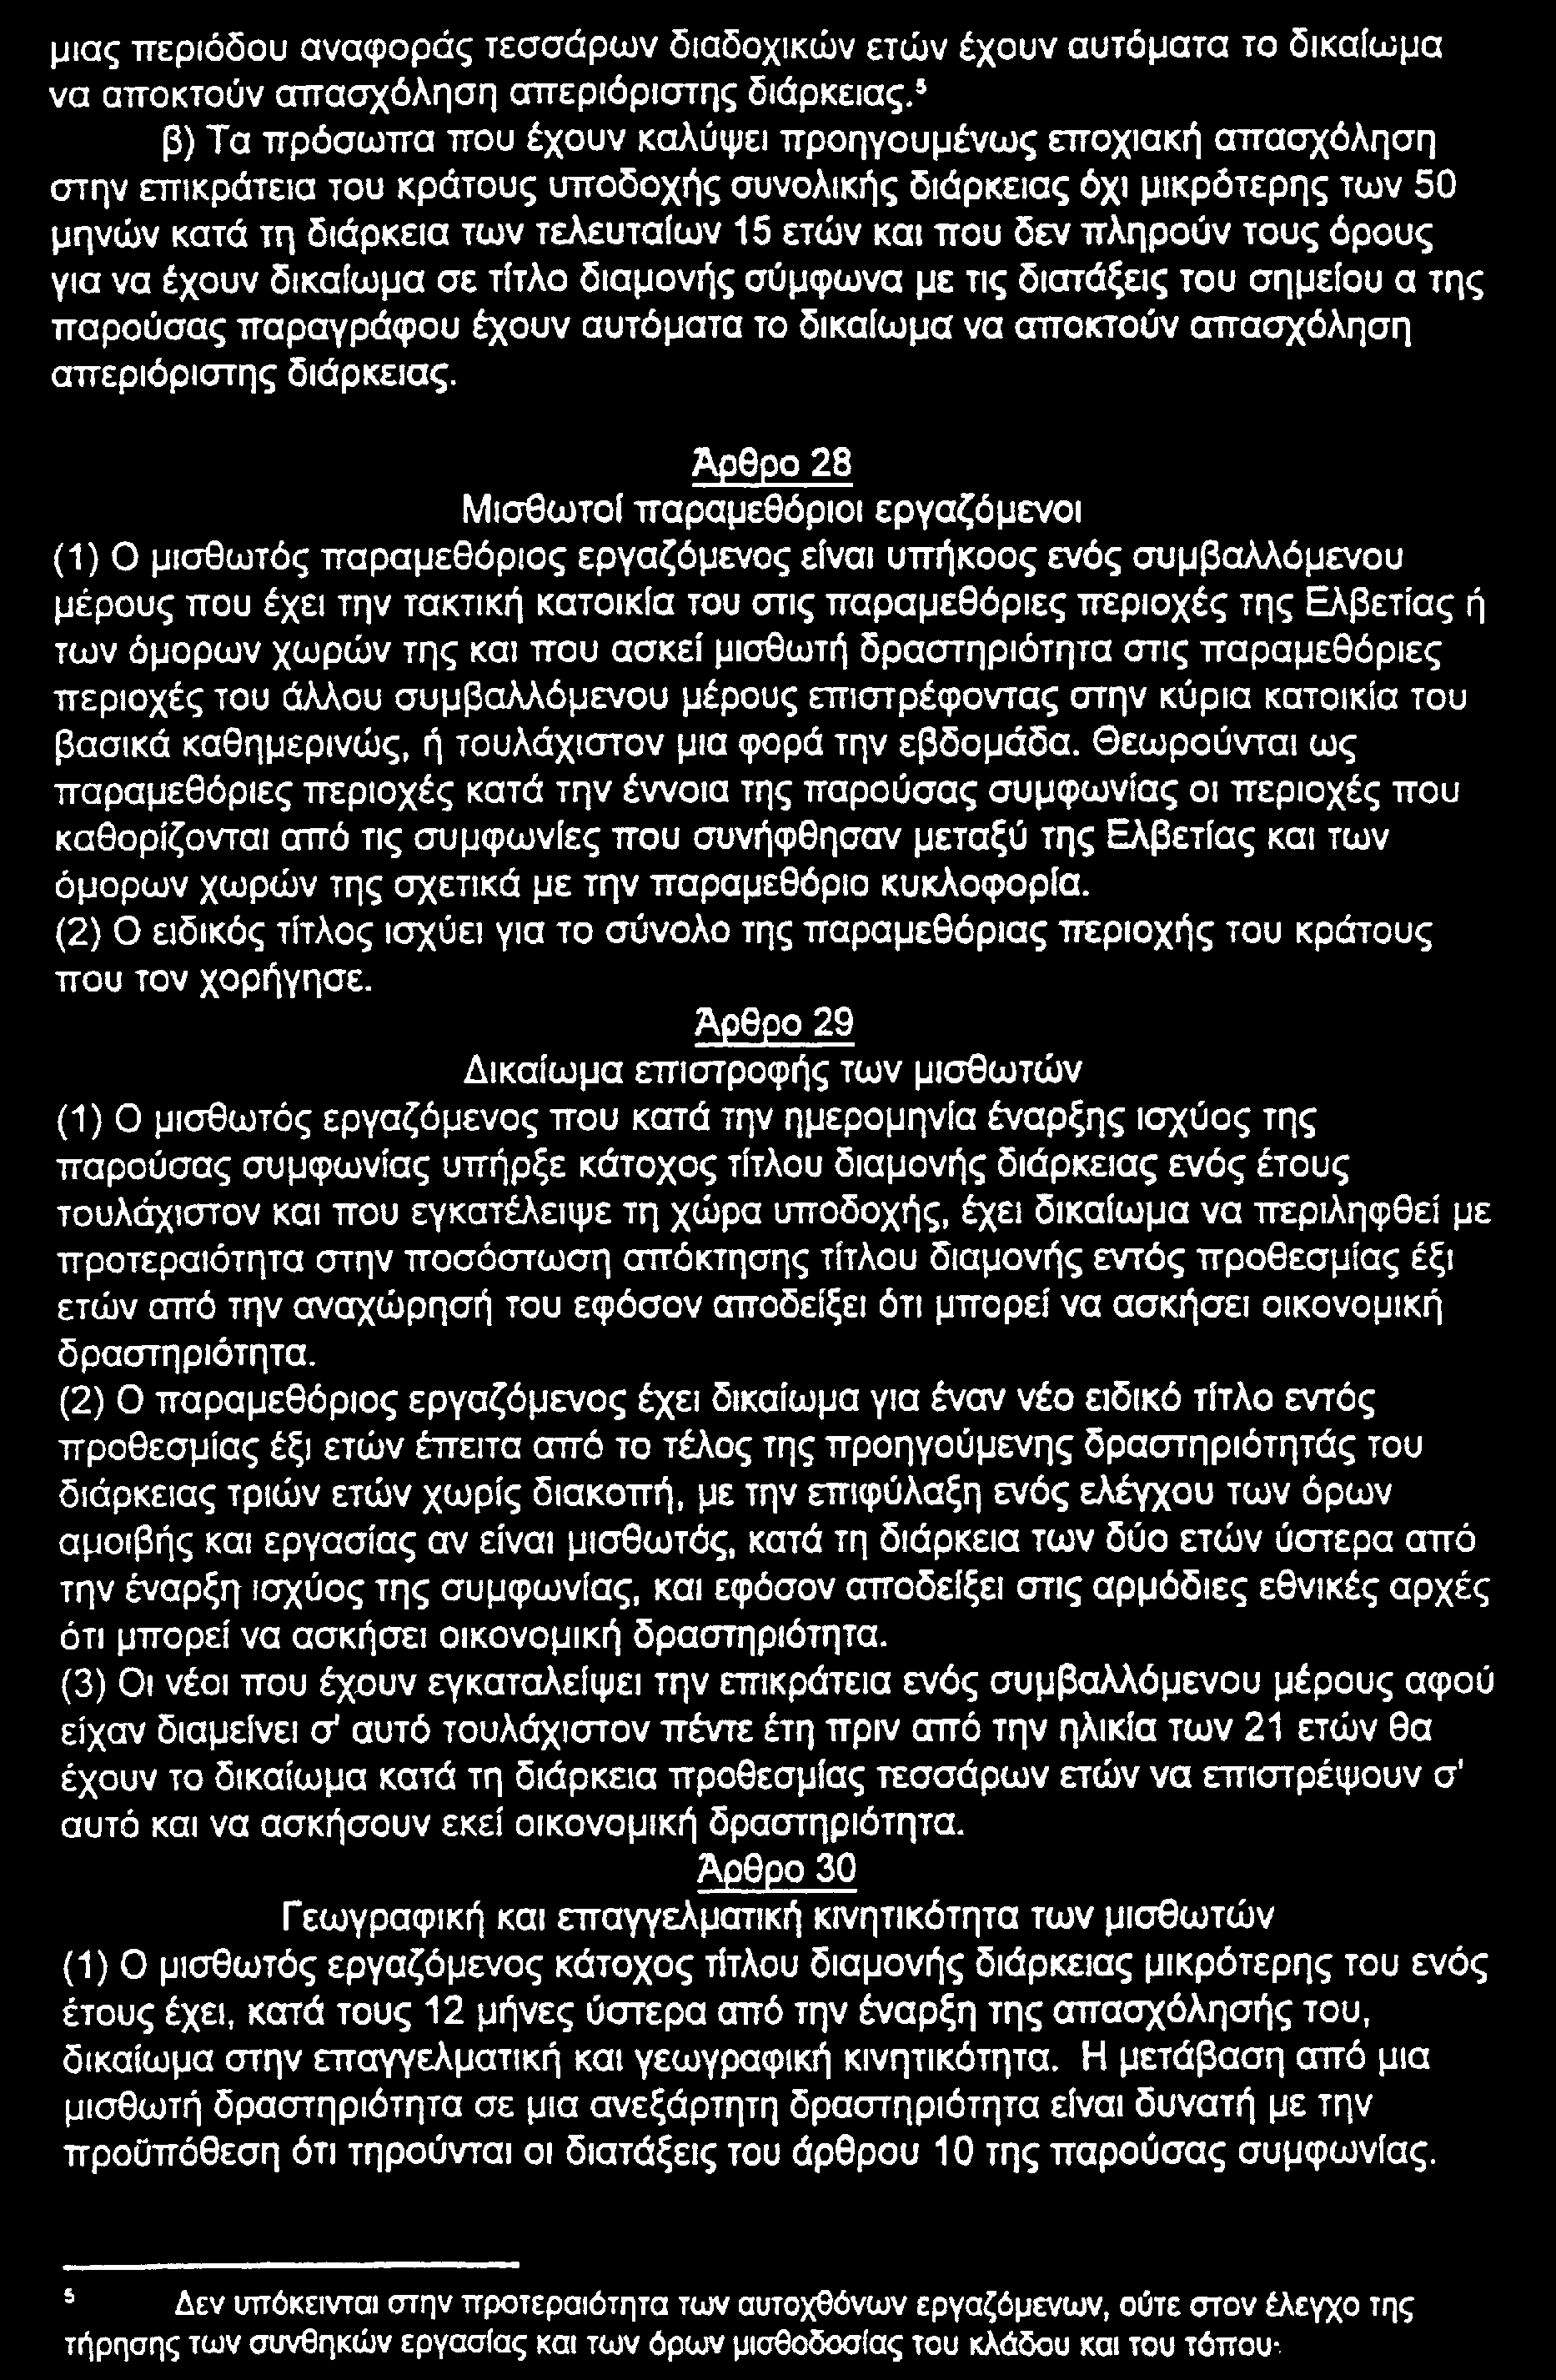 μιας περιόδου αναφοράς τεσσάρων διαδοχικών ετών έχουν αυτόματα το δικαίωμα
να αποκτούν απασχόληση απεριόριστης διάρκειας.⁵
β) Τα πρόσωπα που έχουν καλύψει προηγουμένως εποχιακή απασχόληση
στην επικράτεια του κράτους υποδοχής συνολικής διάρκειας όχι μικρότερης των 50
μηνών κατά τη διάρκεια των τελευταίων 15 ετών και που δεν πληρούν τους όρους
για να έχουν δικαίωμα σε τίτλο διαμονής σύμφωνα με τις διατάξεις του σημείου α της
παρούσας παραγράφου έχουν αυτόματα το δικαίωμα να αποκτούν απασχόληση
απεριόριστης διάρκειας.
Άρθρο 28
Μισθωτοί παραμεθόριοι εργαζόμενοι
(1) Ο μισθωτός παραμεθόριος εργαζόμενος είναι υπήκοος ενός συμβαλλόμενου
μέρους που έχει την τακτική κατοικία του στις παραμεθόριες περιοχές της Ελβετίας ή
των όμορων χωρών της και που ασκεί μισθωτή δραστηριότητα στις παραμεθόριες
περιοχές του άλλου συμβαλλόμενου μέρους επιστρέφοντας στην κύρια κατοικία του
βασικά καθημερινώς, ή τουλάχιστον μια φορά την εβδομάδα. Θεωρούνται ως
παραμεθόριες περιοχές κατά την έννοια της παρούσας συμφωνίας οι περιοχές που
καθορίζονται από τις συμφωνίες που συνήφθησαν μεταξύ της Ελβετίας και των
όμορων χωρών της σχετικά με την παραμεθόριο κυκλοφορία.
(2) Ο ειδικός τίτλος ισχύει για το σύνολο της παραμεθόριας περιοχής του κράτους
που τον χορήγησε.
Άρθρο 29
Δικαίωμα επιστροφής των μισθωτών
(1) Ο μισθωτός εργαζόμενος που κατά την ημερομηνία έναρξης ισχύος της
παρούσας συμφωνίας υπήρξε κάτοχος τίτλου διαμονής διάρκειας ενός έτους
τουλάχιστον και που εγκατέλειψε τη χώρα υποδοχής, έχει δικαίωμα να περιληφθεί με
προτεραιότητα στην ποσόστωση απόκτησης τίτλου διαμονής εντός προθεσμίας έξι
ετών από την αναχώρησή του εφόσον αποδείξει ότι μπορεί να ασκήσει οικονομική
δραστηριότητα.
(2) Ο παραμεθόριος εργαζόμενος έχει δικαίωμα για έναν νέο ειδικό τίτλο εντός
προθεσμίας έξι ετών έπειτα από το τέλος της προηγούμενης δραστηριότητάς του
διάρκειας τριών ετών χωρίς διακοπή, με την επιφύλαξη ενός ελέγχου των όρων
αμοιβής και εργασίας αν είναι μισθωτός, κατά τη διάρκεια των δύο ετών ύστερα από
την έναρξη ισχύος της συμφωνίας, και εφόσον αποδείξει στις αρμόδιες εθνικές αρχές
ότι μπορεί να ασκήσει οικονομική δραστηριότητα.
(3) Οι νέοι που έχουν εγκαταλείψει την επικράτεια ενός συμβαλλόμενου μέρους αφού
είχαν διαμείνει σ' αυτό τουλάχιστον πέντε έτη πριν από την ηλικία των 21 ετών θα
έχουν το δικαίωμα κατά τη διάρκεια προθεσμίας τεσσάρων ετών να επιστρέψουν σ'
αυτό και να ασκήσουν εκεί οικονομική δραστηριότητα.
Άρθρο 30
Γεωγραφική και επαγγελματική κινητικότητα των μισθωτών
(1) Ο μισθωτός εργαζόμενος κάτοχος τίτλου διαμονής διάρκειας μικρότερης του ενός
έτους έχει, κατά τους 12 μήνες ύστερα από την έναρξη της απασχόλησής του,
δικαίωμα στην επαγγελματική και γεωγραφική κινητικότητα. Η μετάβαση από μια
μισθωτή δραστηριότητα σε μια ανεξάρτητη δραστηριότητα είναι δυνατή με την
προϋπόθεση ότι τηρούνται οι διατάξεις του άρθρου 10 της παρούσας συμφωνίας.
⁵ Δεν υπόκεινται στην προτεραιότητα των αυτοχθόνων εργαζόμενων, ούτε στον έλεγχο της
τήρησης των συνθηκών εργασίας και των όρων μισθοδοσίας του κλάδου και του τόπου·.